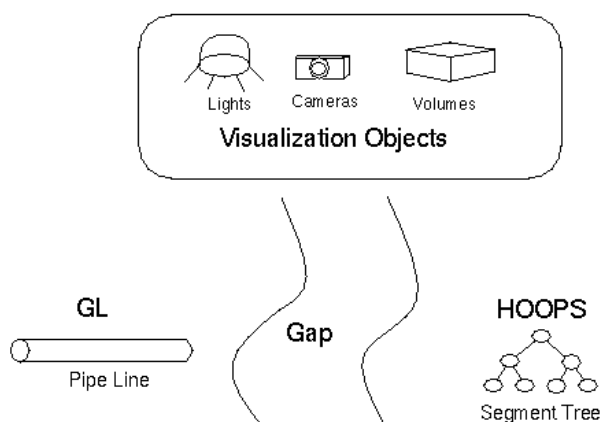 Lights
Cameras
Volumes
Visualization Objects
GL
Pipe Line
Gap
HOOPS
Segment Tree